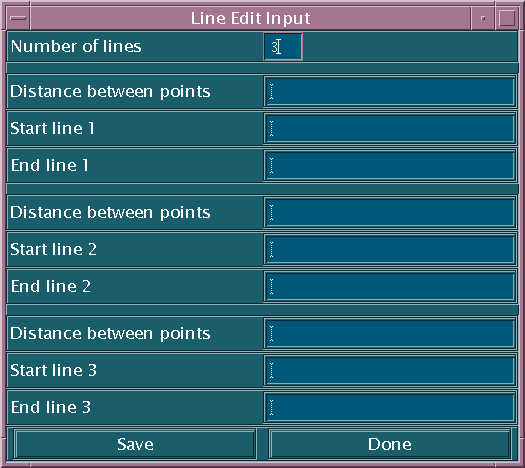 Line Edit Input
Number of lines 3
Distance between points
Start line 1
End line 1
Distance between points
Start line 2
End line 2
Distance between points
Start line 3
End line 3
Save Done